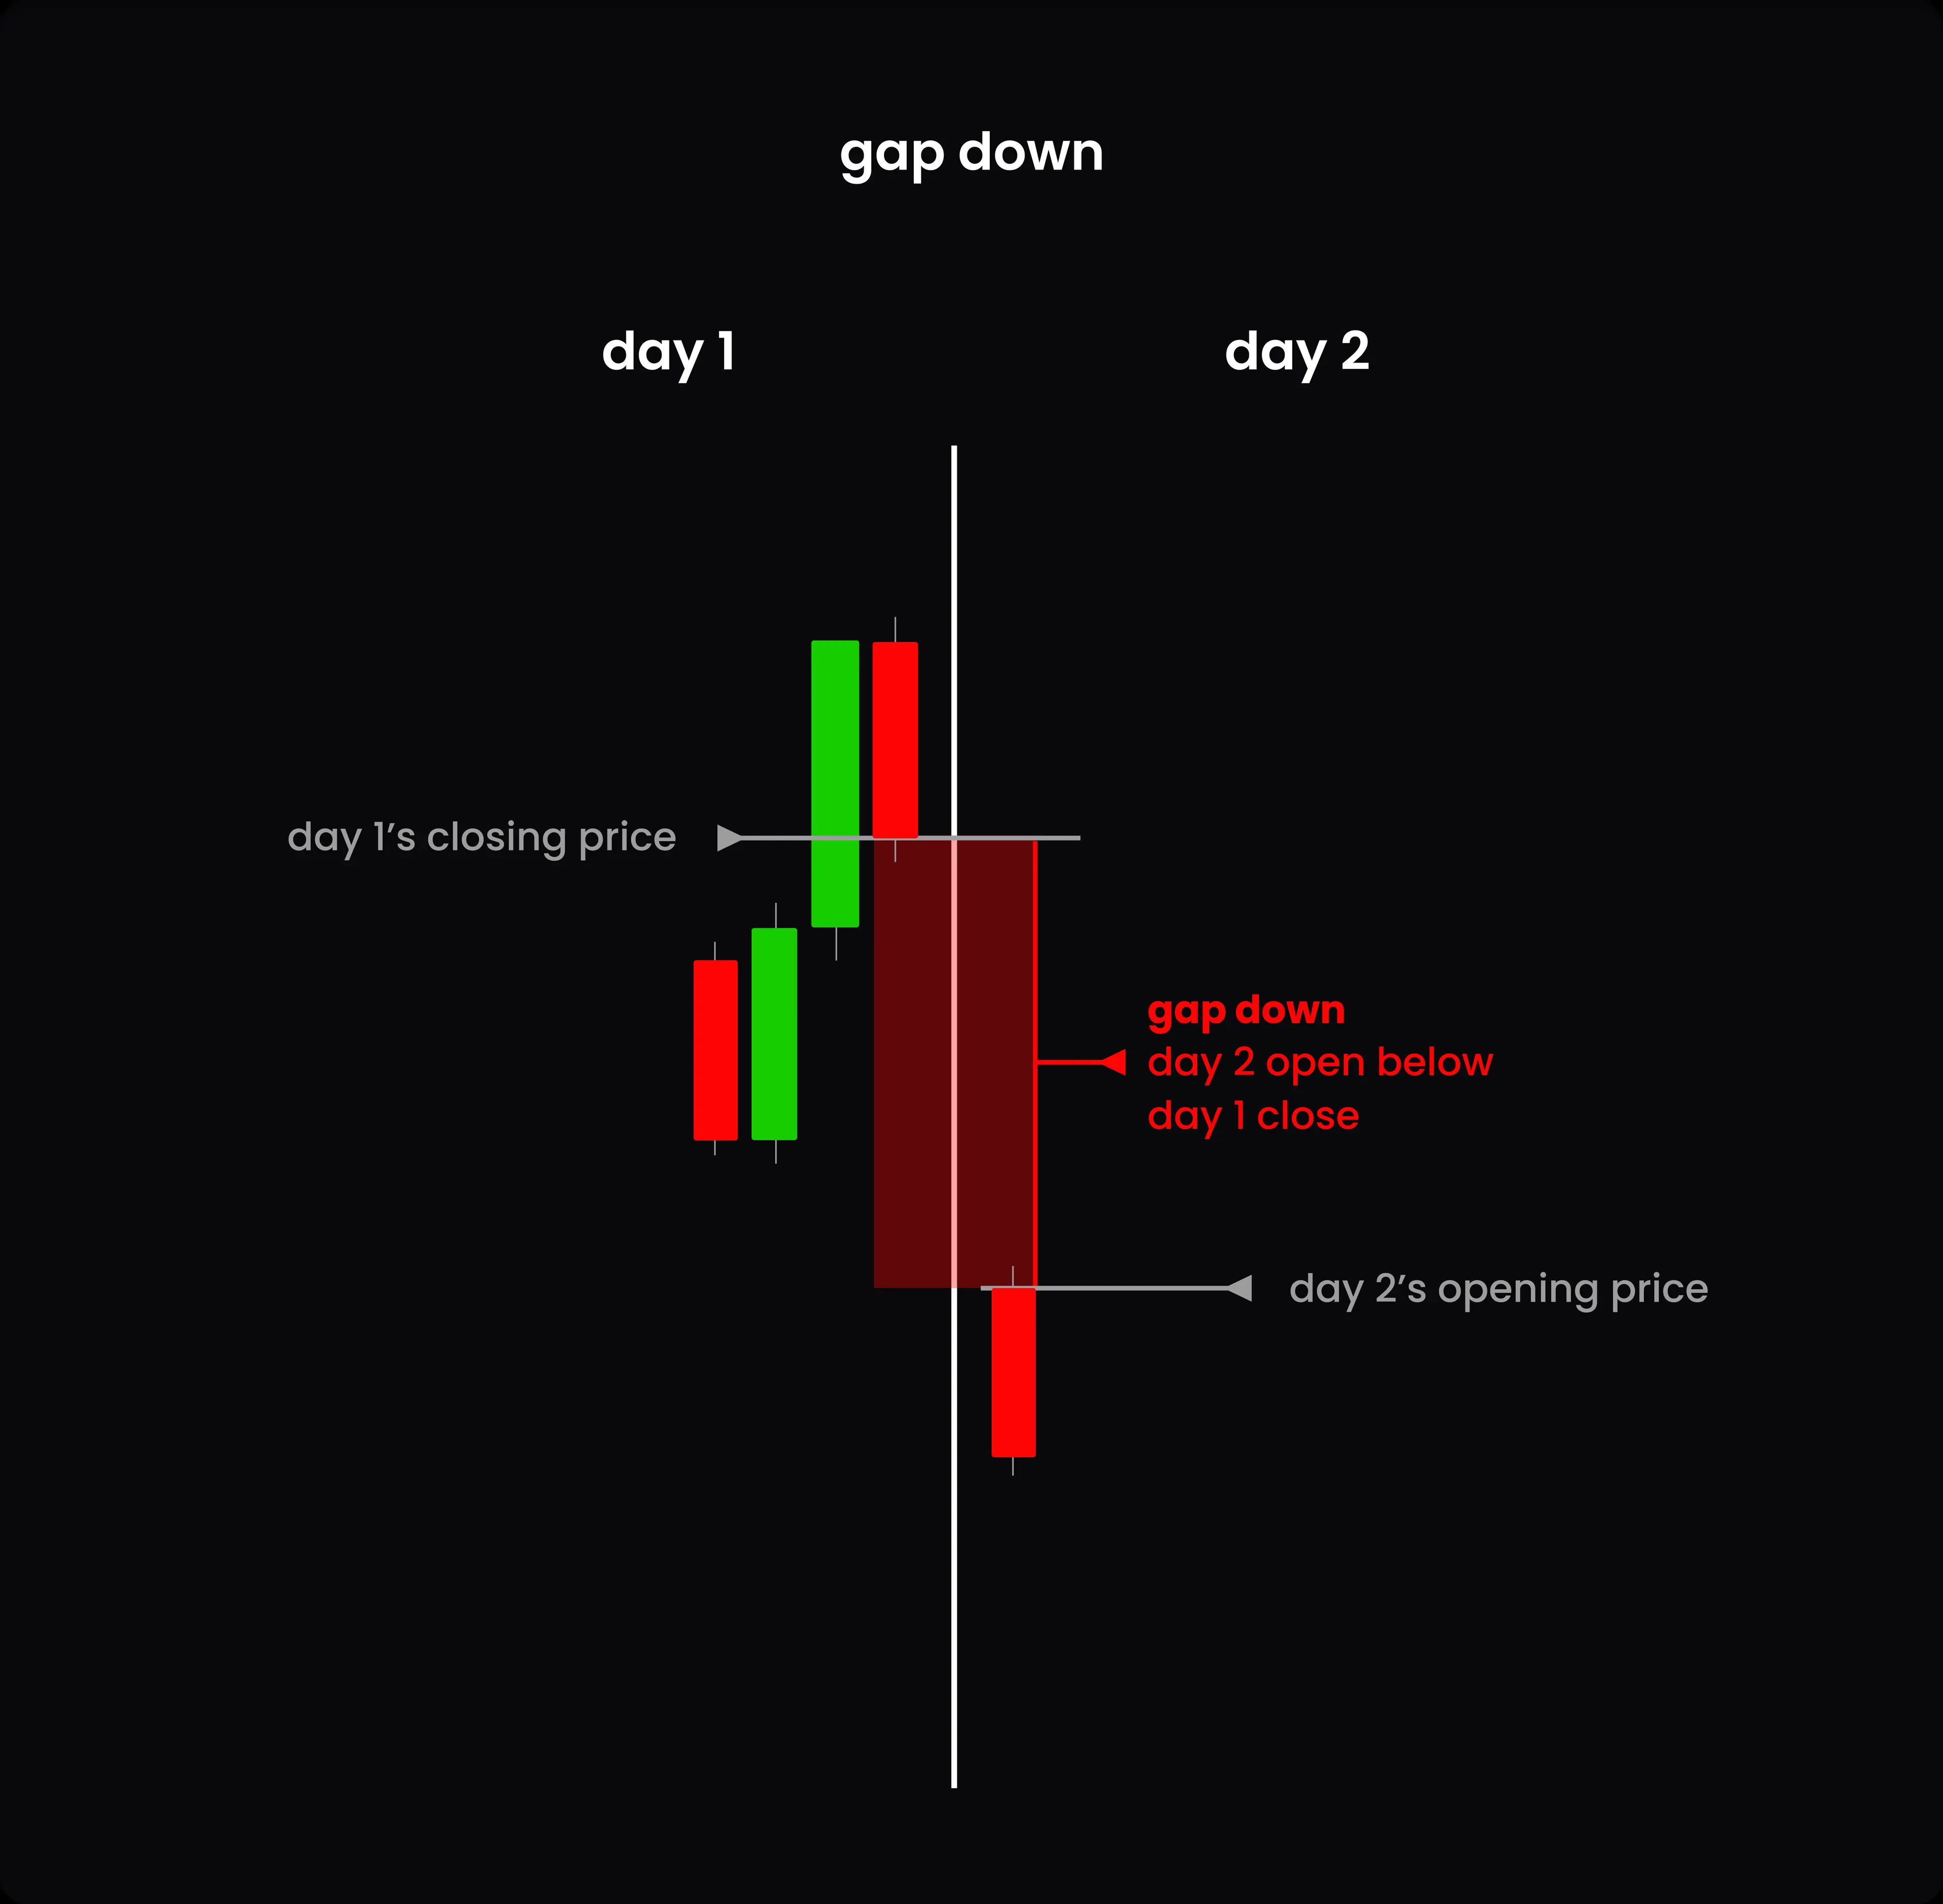 gap down
day 1
day 2
day 1’s closing price
gap down
day 2 open below
day 1 close
day 2’s opening price